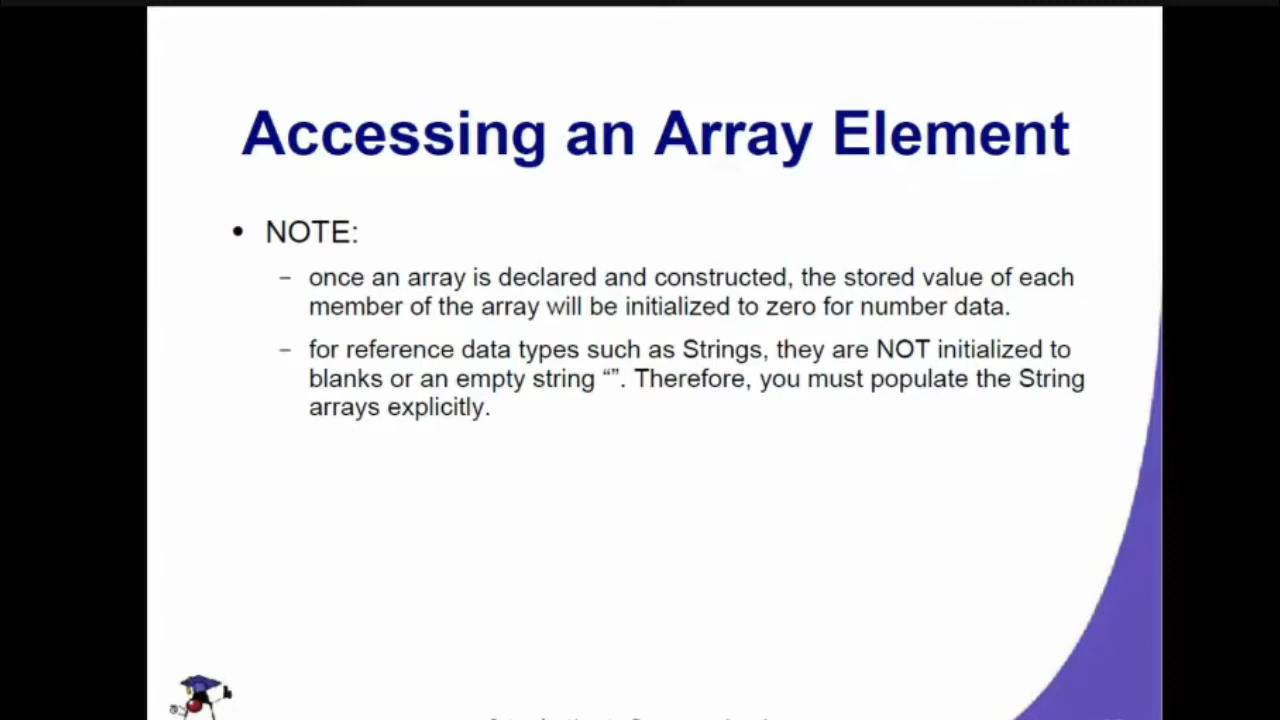 Accessing an Array Element
• NOTE:
– once an array is declared and constructed, the stored value of each
member of the array will be initialized to zero for number data.
– for reference data types such as Strings, they are NOT initialized to
blanks or an empty string “”. Therefore, you must populate the String
arrays explicitly.